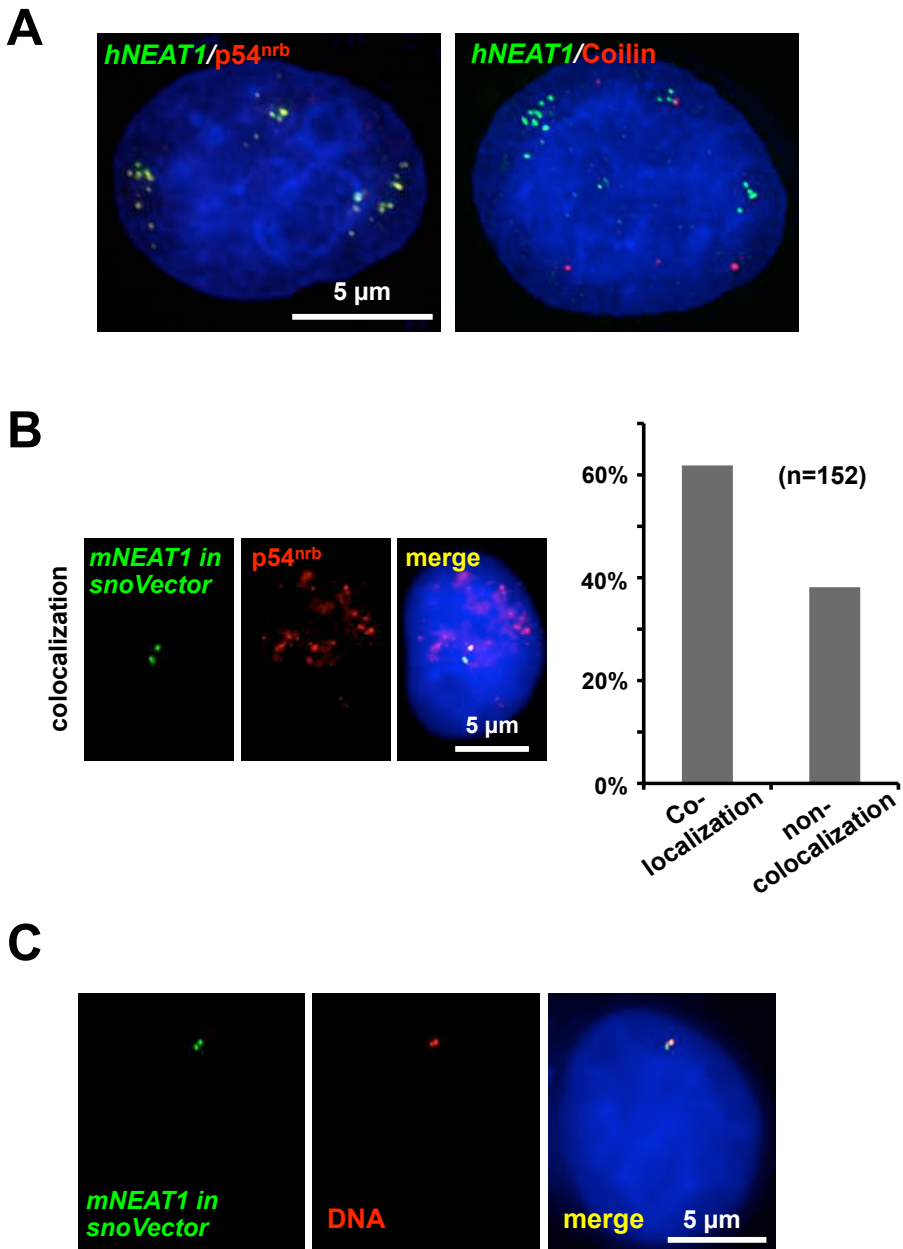 A
hNEAT1/p54nrb
hNEAT1/Coilin
5 µm
B
colocalization
mNEAT1 in
snoVector
p54nrb
merge
5 µm
60%
40%
20%
0%
(n=152)
Co-
localization
non-
colocalization
C
mNEAT1 in
snoVector
DNA
merge
5 µm